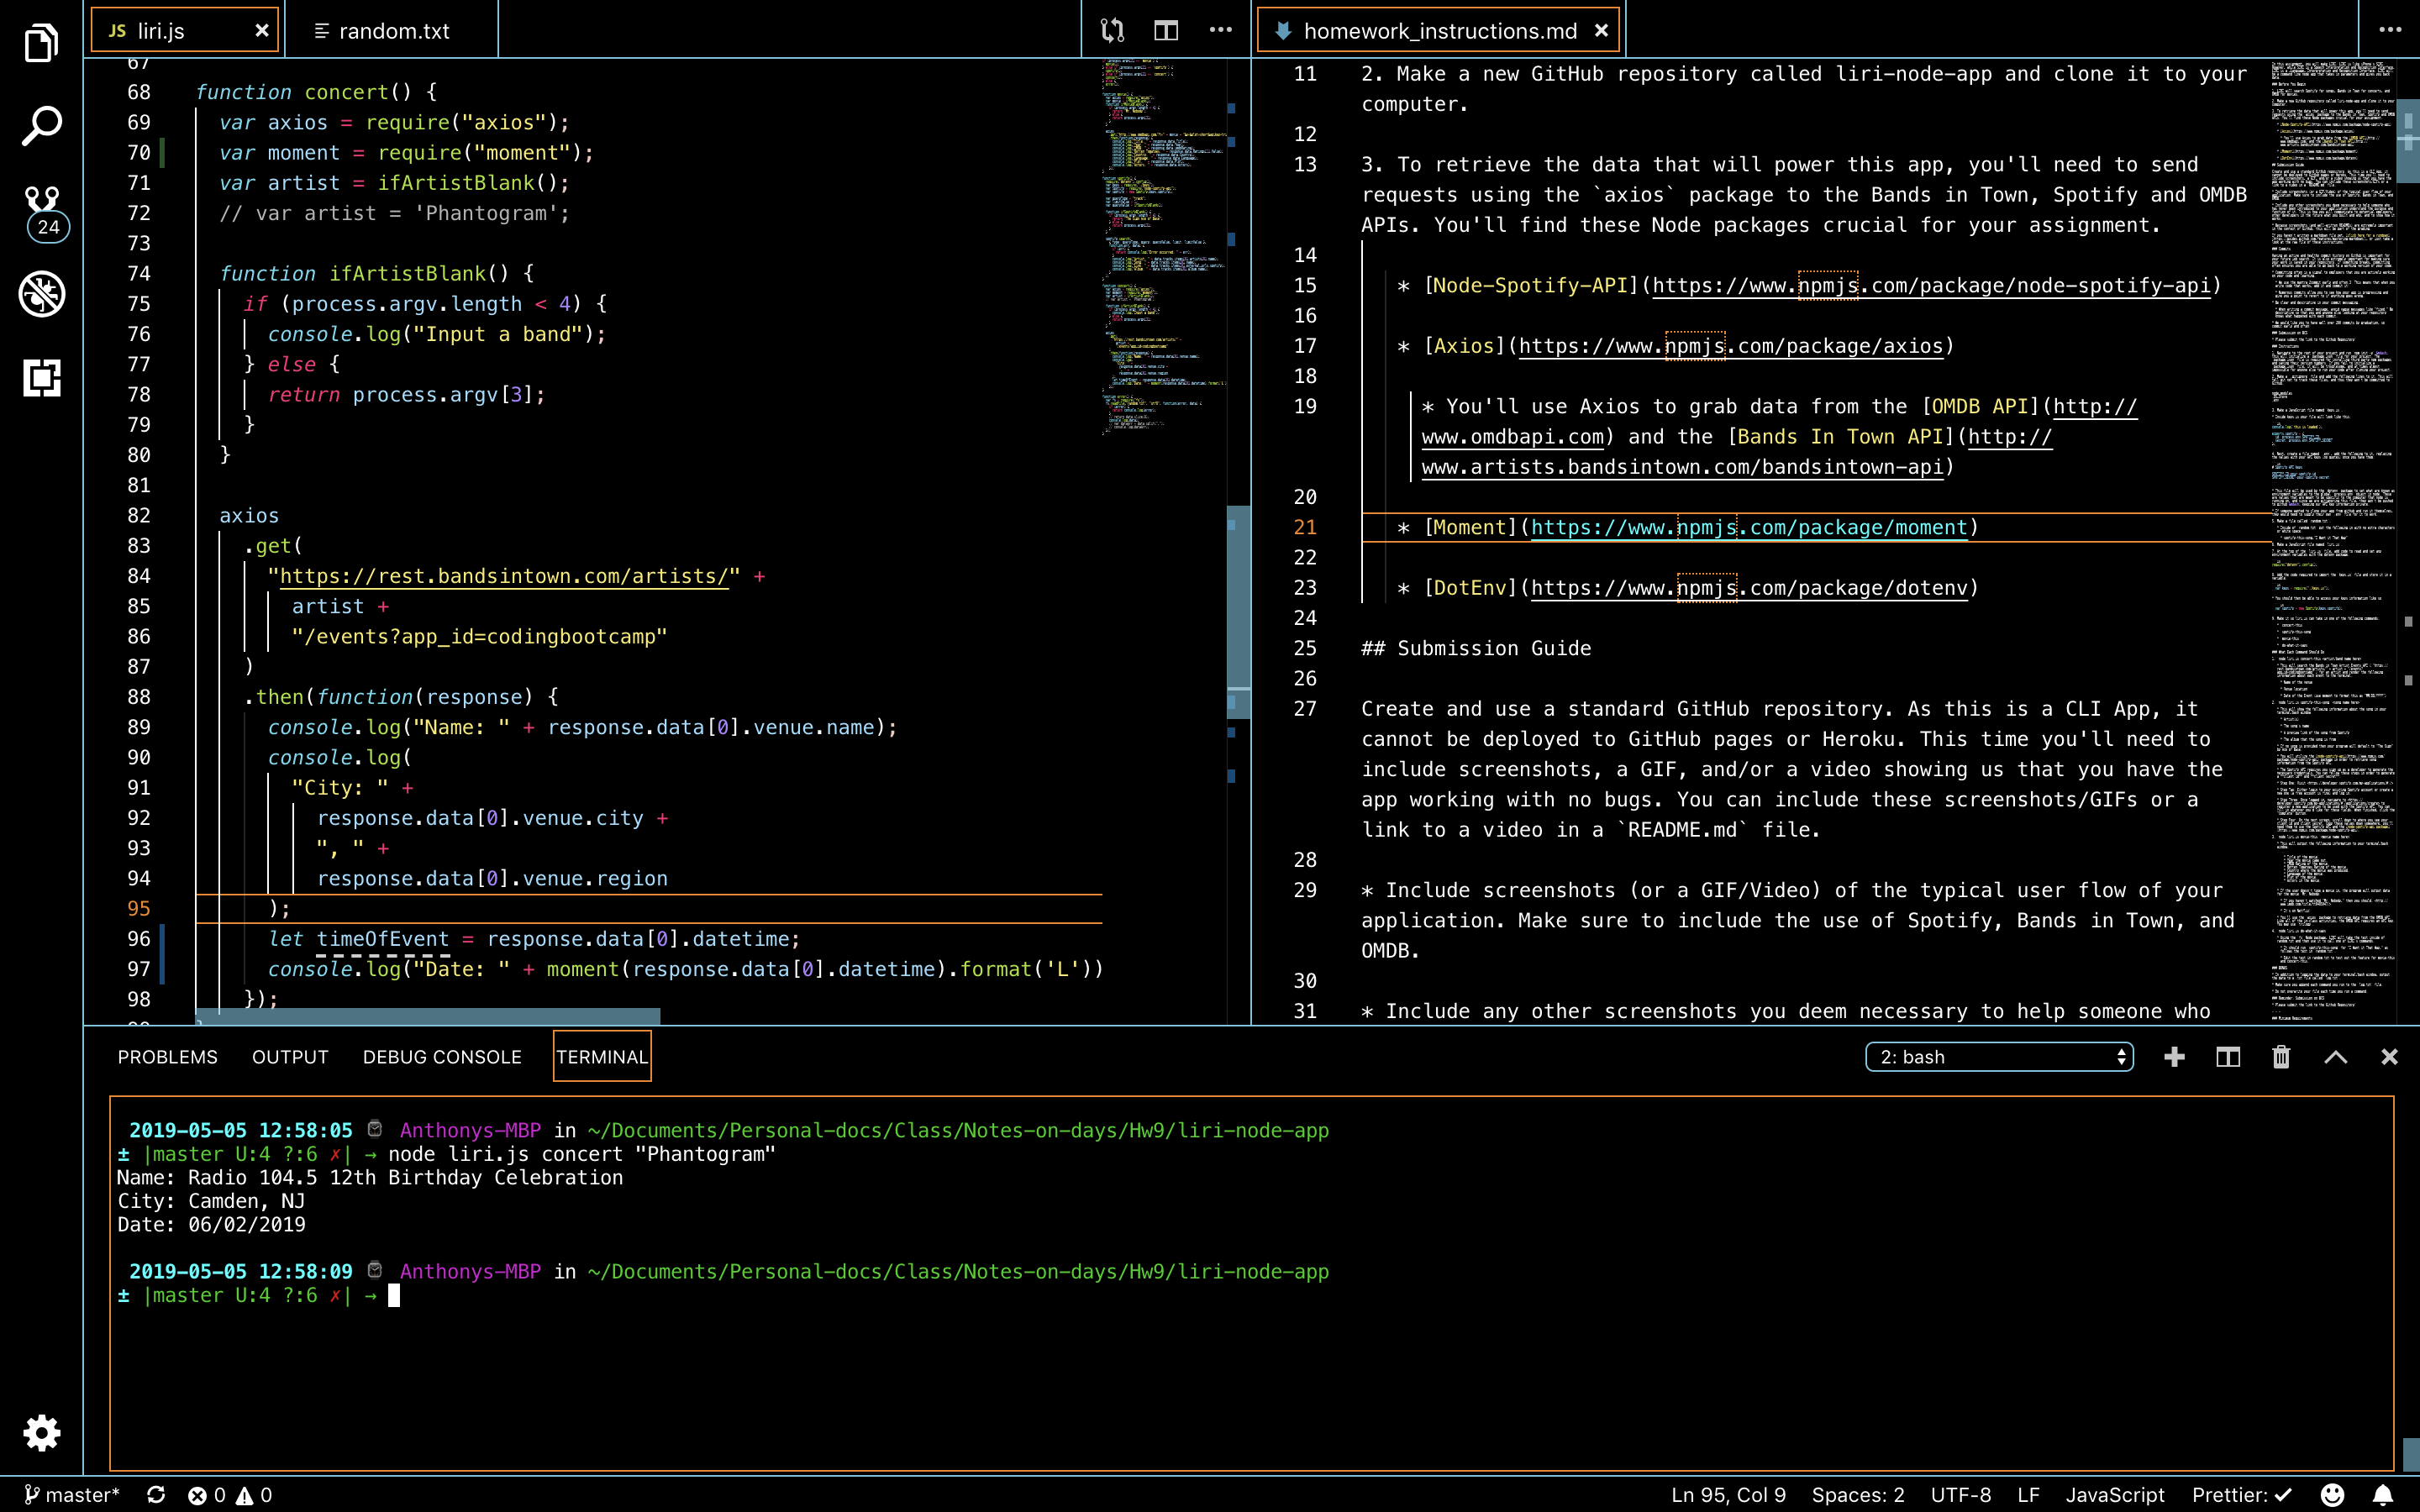 JS liri.js ×
random.txt
homework_instructions.md ×
24
67
68 function concert() {
69 var axios = require("axios");
70 var moment = require("moment");
71 var artist = ifArtistBlank();
72 // var artist = 'Phantogram';
73
74 function ifArtistBlank() {
75 if (process.argv.length < 4) {
76 console.log("Input a band");
77 } else {
78 return process.argv[3];
79 }
80 }
81
82 axios
83 .get(
84 "https://rest.bandsintown.com/artists/" +
85 artist +
86 "/events?app_id=codingbootcamp"
87 )
88 .then(function(response) {
89 console.log("Name: " + response.data[0].venue.name);
90 console.log(
91 "City: " +
92 response.data[0].venue.city +
93 ", " +
94 response.data[0].venue.region
95 );
96 let timeOfEvent = response.data[0].datetime;
97 console.log("Date: " + moment(response.data[0].datetime).format('L'))
98 });
11 2. Make a new GitHub repository called liri-node-app and clone it to your
computer.
12
13 3. To retrieve the data that will power this app, you'll need to send
requests using the `axios` package to the Bands in Town, Spotify and OMDB
APIs. You'll find these Node packages crucial for your assignment.
14
15 * [Node-Spotify-API](https://www.npmjs.com/package/node-spotify-api)
16
17 * [Axios](https://www.npmjs.com/package/axios)
18
19 * You'll use Axios to grab data from the [OMDB API](http://
www.omdbapi.com) and the [Bands In Town API](http://
www.artists.bandsintown.com/bandsintown-api)
20
21 * [Moment](https://www.npmjs.com/package/moment)
22
23 * [DotEnv](https://www.npmjs.com/package/dotenv)
24
25 ## Submission Guide
26
27 Create and use a standard GitHub repository. As this is a CLI App, it
cannot be deployed to GitHub pages or Heroku. This time you'll need to
include screenshots, a GIF, and/or a video showing us that you have the
app working with no bugs. You can include these screenshots/GIFs or a
link to a video in a `README.md` file.
28
29 * Include screenshots (or a GIF/Video) of the typical user flow of your
application. Make sure to include the use of Spotify, Bands in Town, and
OMDB.
30
31 * Include any other screenshots you deem necessary to help someone who
PROBLEMS OUTPUT DEBUG CONSOLE TERMINAL
2: bash
2019-05-05 12:58:05 Anthonys-MBP in ~/Documents/Personal-docs/Class/Notes-on-days/Hw9/liri-node-app
± |master U:4 ?:6 ✗| → node liri.js concert "Phantogram"
Name: Radio 104.5 12th Birthday Celebration
City: Camden, NJ
Date: 06/02/2019
2019-05-05 12:58:09 Anthonys-MBP in ~/Documents/Personal-docs/Class/Notes-on-days/Hw9/liri-node-app
± |master U:4 ?:6 ✗| →
master* 0 0
Ln 95, Col 9 Spaces: 2 UTF-8 LF JavaScript Prettier: ✓